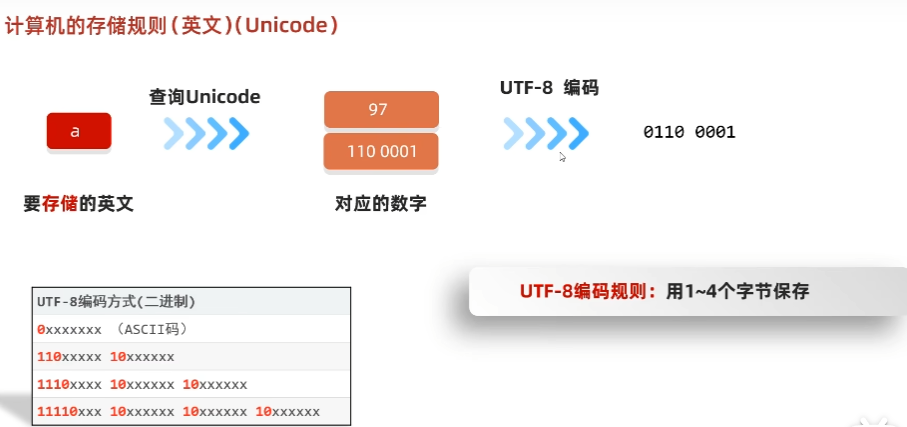 计算机的存储规则(英文)(Unicode)
查询Unicode
UTF-8 编码
a
97
110 0001
0110 0001
要存储的英文
对应的数字
UTF-8编码规则：用1~4个字节保存
UTF-8编码方式(二进制)
0xxxxxxx （ASCII码）
110xxxxx 10xxxxxx
1110xxxx 10xxxxxx 10xxxxxx
11110xxx 10xxxxxx 10xxxxxx 10xxxxxx